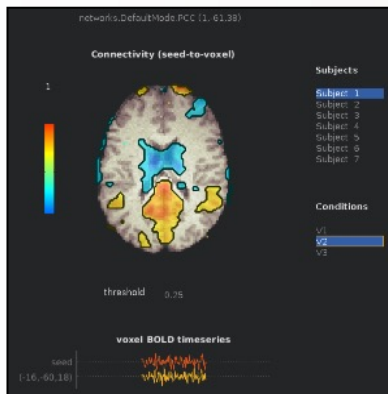 networks.DefaultMode.PCC (1,-61,38)
Connectivity (seed-to-voxel)
1
Subjects
Subject 1
Subject 2
Subject 3
Subject 4
Subject 5
Subject 6
Subject 7
Conditions
V1
V2
V3
threshold 0.25
voxel BOLD timeseries
seed
(-16,-60,18)